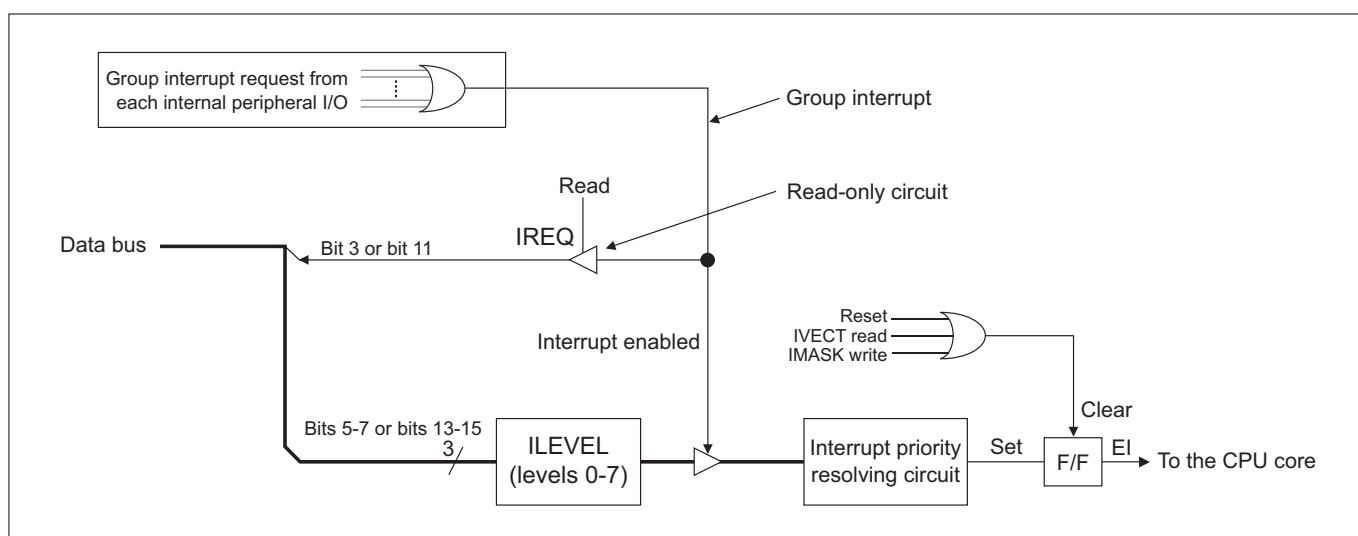 Group interrupt request from
each internal peripheral I/O
Group interrupt
Read
Read-only circuit
IREQ
Data bus
Bit 3 or bit 11
Reset
IVECT read
IMASK write
Interrupt enabled
Clear
Bits 5-7 or bits 13-15
3
ILEVEL
(levels 0-7)
Interrupt priority
resolving circuit
Set
F/F
EI
To the CPU core